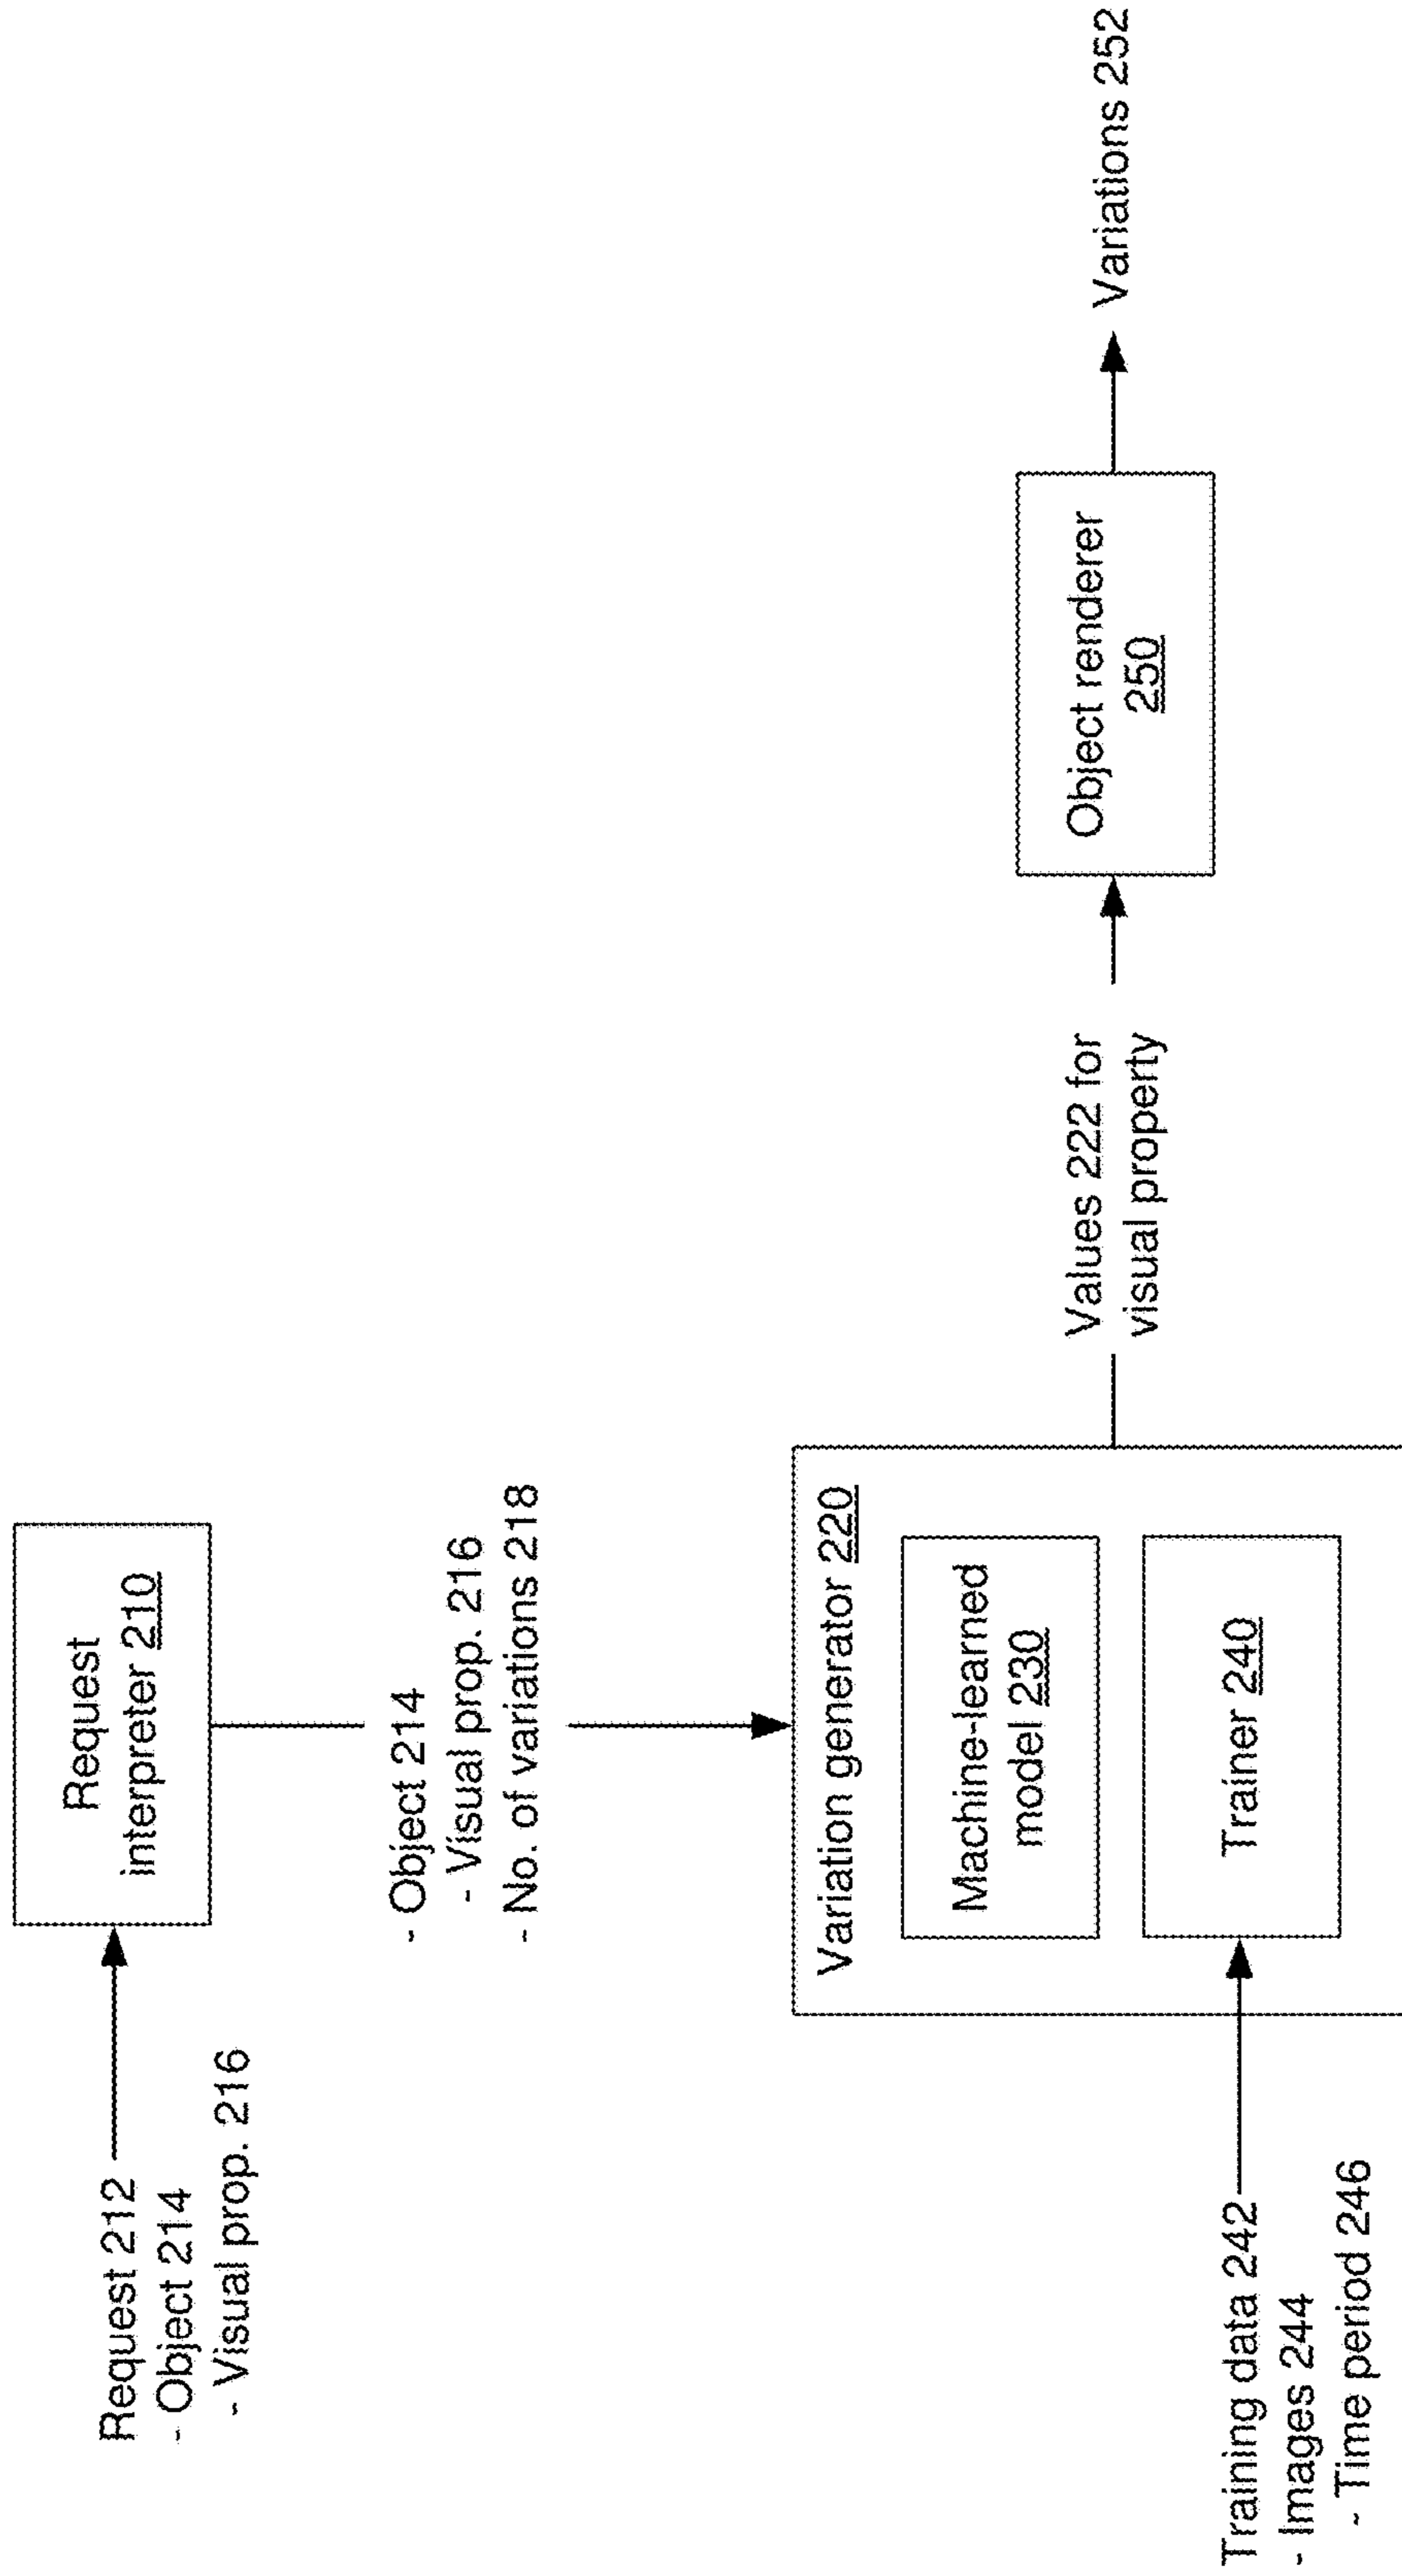 Request 212
- Object 214
- Visual prop. 216
Request
interpreter 210
- Object 214
- Visual prop. 216
- No. of variations 218
Variation generator 220
Machine-learned
model 230
Trainer 240
Training data 242
- Images 244
- Time period 246
Values 222 for
visual property
Object renderer
250
Variations 252